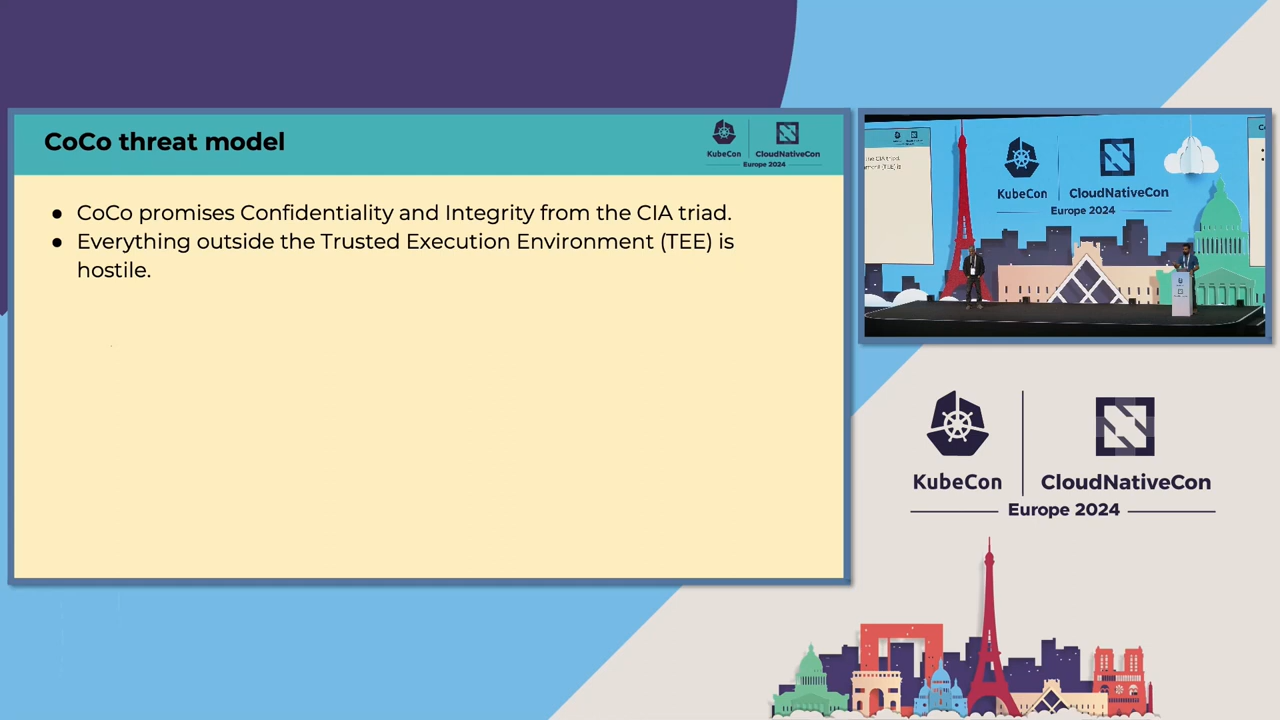 CoCo threat model
KubeCon
CloudNativeCon
Europe 2024
● CoCo promises Confidentiality and Integrity from the CIA triad.
● Everything outside the Trusted Execution Environment (TEE) is
hostile.
KubeCon
CloudNativeCon
Europe 2024
KubeCon
CloudNativeCon
Europe 2024